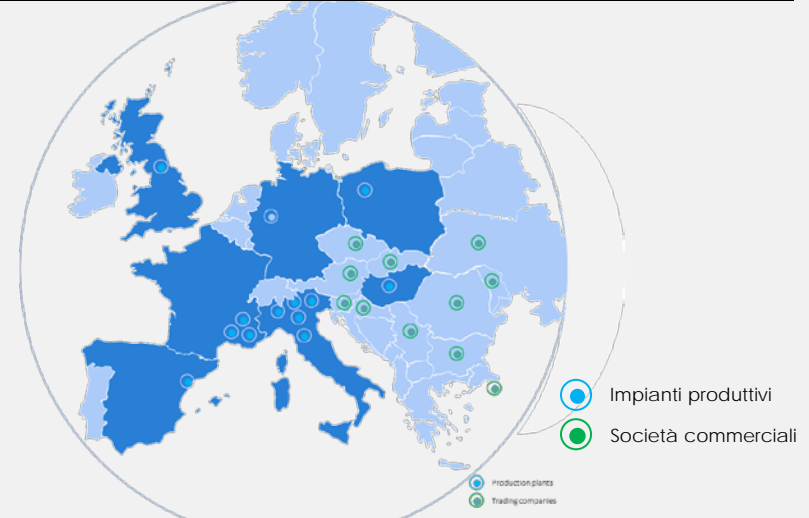 Impianti produttivi
Società commerciali
Production plants
Trading companies